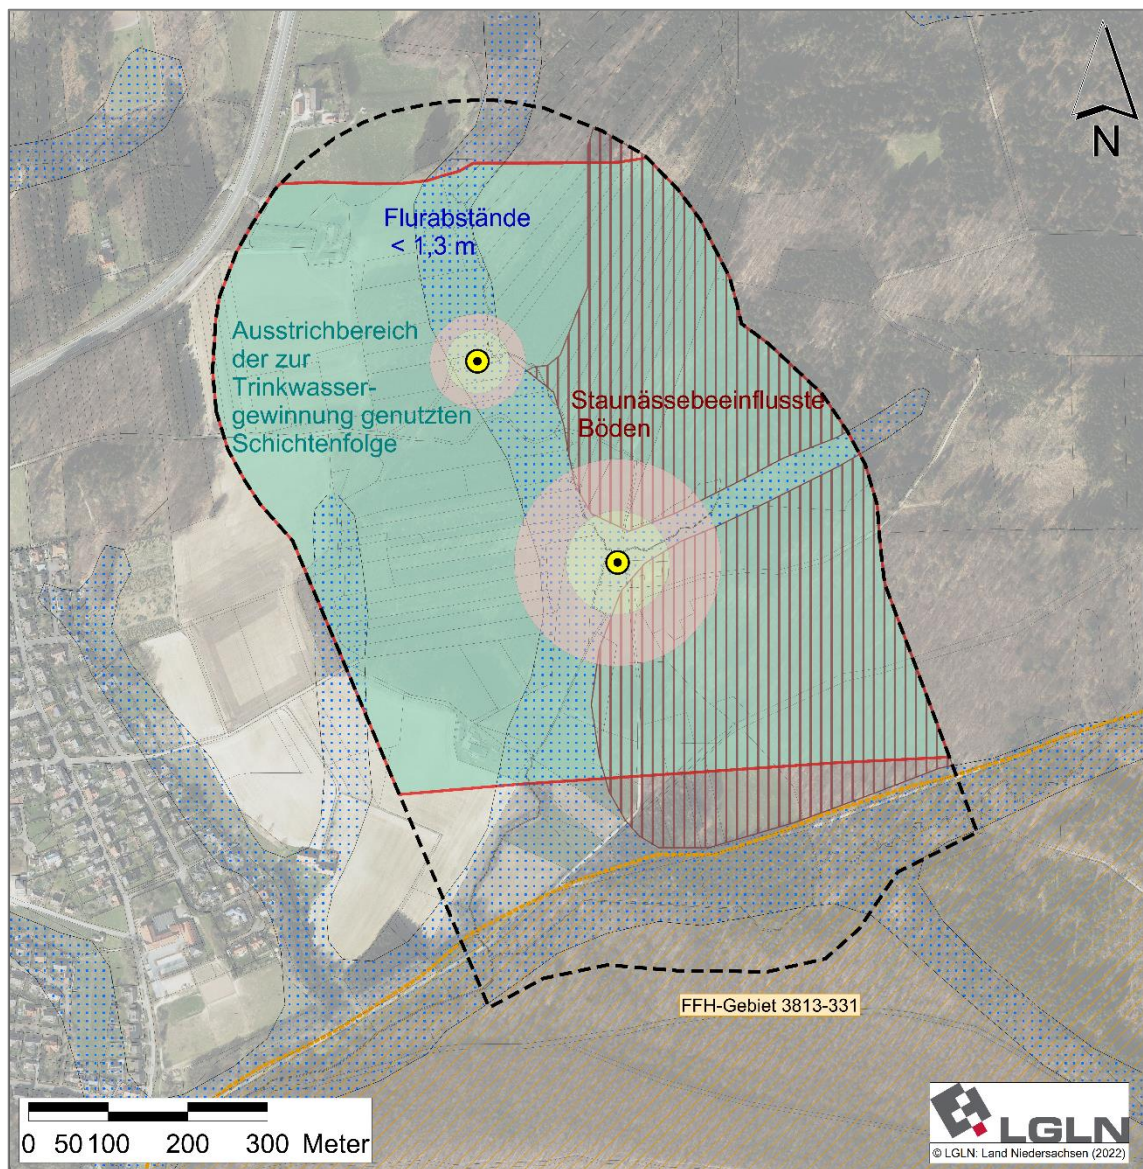 N
Flurabstände
< 1,3 m
Ausstrichbereich
der zur
Trinkwasser-
gewinnung genutzten
Schichtenfolge
Staunässebeeinflusste
Böden
FFH-Gebiet 3813-331
0 50 100 200 300 Meter
LGLN
© LGLN: Land Niedersachsen (2022)